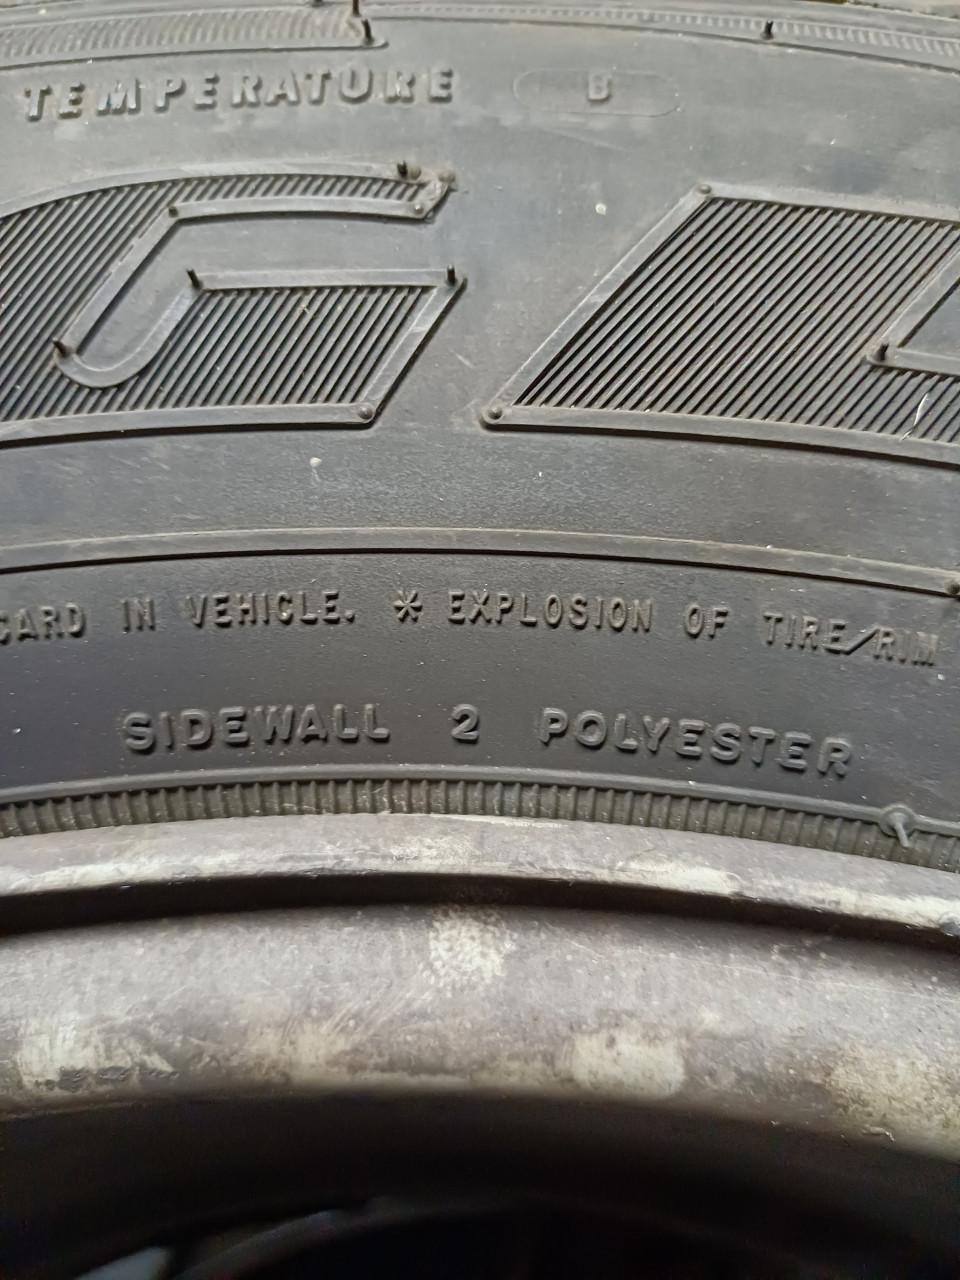 TEMPERATURE B
G
CARD IN VEHICLE. * EXPLOSION OF TIRE/RIM
SIDEWALL 2 POLYESTER